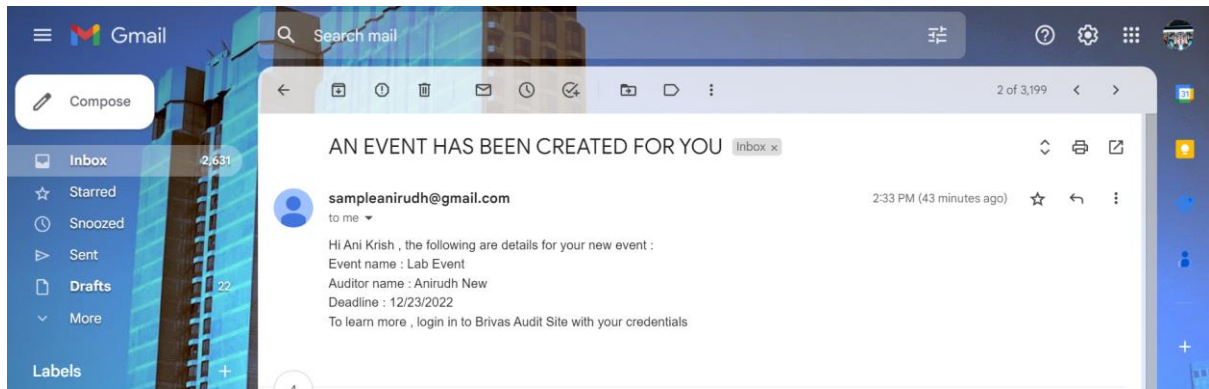 Gmail
Search mail
Compose
2 of 3,199
31
Inbox 2,631
Starred
Snoozed
Sent
Drafts 22
More
Labels +
AN EVENT HAS BEEN CREATED FOR YOU Inbox x
sampleanirudh@gmail.com 2:33 PM (43 minutes ago)
to me
Hi Ani Krish , the following are details for your new event :
Event name : Lab Event
Auditor name : Anirudh New
Deadline : 12/23/2022
To learn more , login in to Brivas Audit Site with your credentials